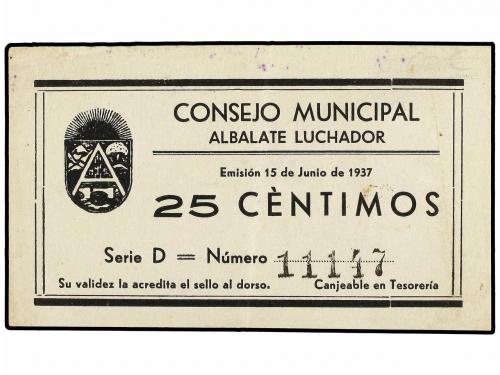 CONSEJO MUNICIPAL
ALBALATE LUCHADOR
Emisión 15 de Junio de 1937
A
25 CÈNTIMOS
Serie D = Número 11147
Su validez la acredita el sello al dorso. Canjeable en Tesorería